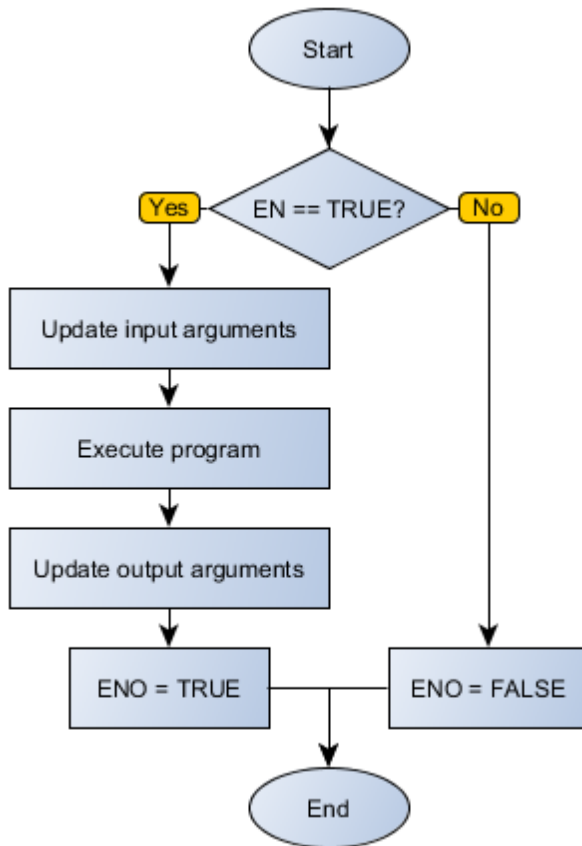 Start
EN == TRUE?
Yes
No
Update input arguments
Execute program
Update output arguments
ENO = TRUE
ENO = FALSE
End